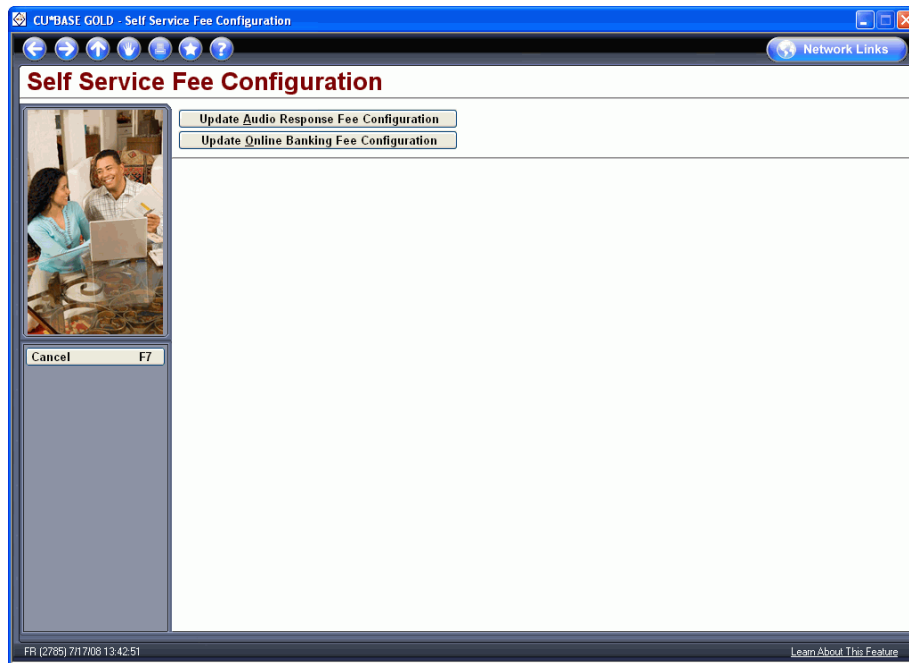 CU*BASE GOLD - Self Service Fee Configuration
Network Links
Self Service Fee Configuration
Update Audio Response Fee Configuration
Update Online Banking Fee Configuration
Cancel F7
FR (2785) 7/17/08 13:42:51
Learn About This Feature